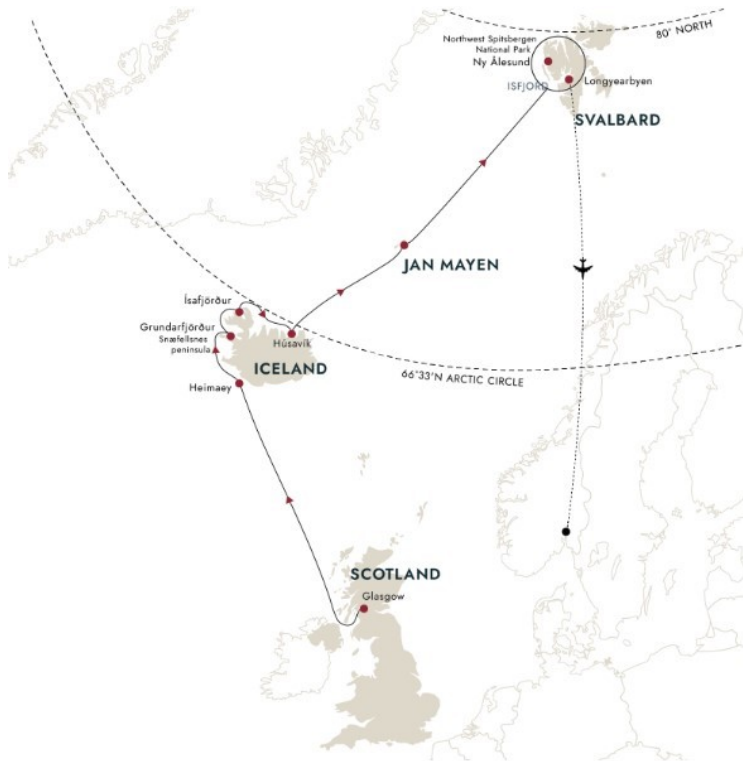 80° NORTH
Northwest Spitsbergen
National Park
Ny Ålesund
Longyearbyen
ISFJORD
SVALBARD
JAN MAYEN
Ísafjörður
Grundarfjörður
Snæfellsnes
peninsula
Húsavík
ICELAND
66°33'N ARCTIC CIRCLE
Heimaey
SCOTLAND
Glasgow